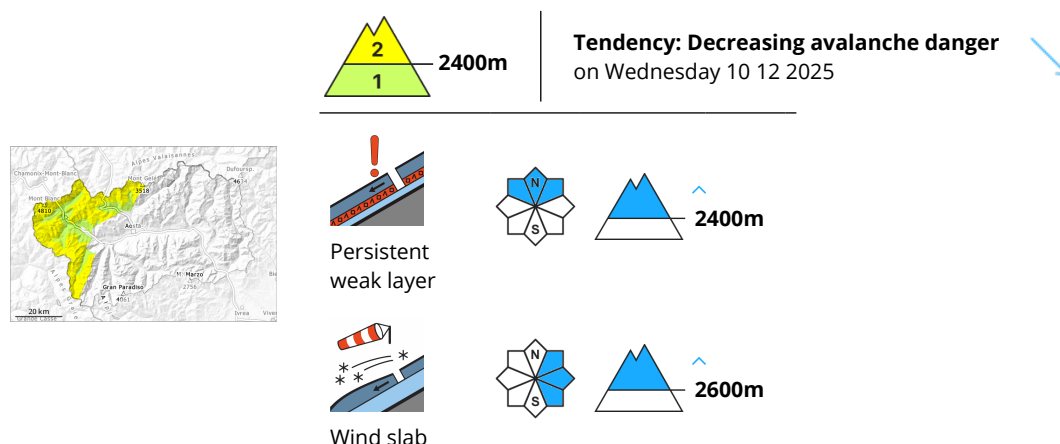 2
1
2400m
Tendency: Decreasing avalanche danger
on Wednesday 10 12 2025
Alpes Valaisannes
Chamonix-Mont-Blanc
Mont Gelé
3518
Dufoursp.
Mont Blanc
4810
Aosta
M. Marzo
2756
Gran Paradiso
4061
Ivrea
20 km
N
S
2400m
Persistent
weak layer
N
S
2600m
Wind slab